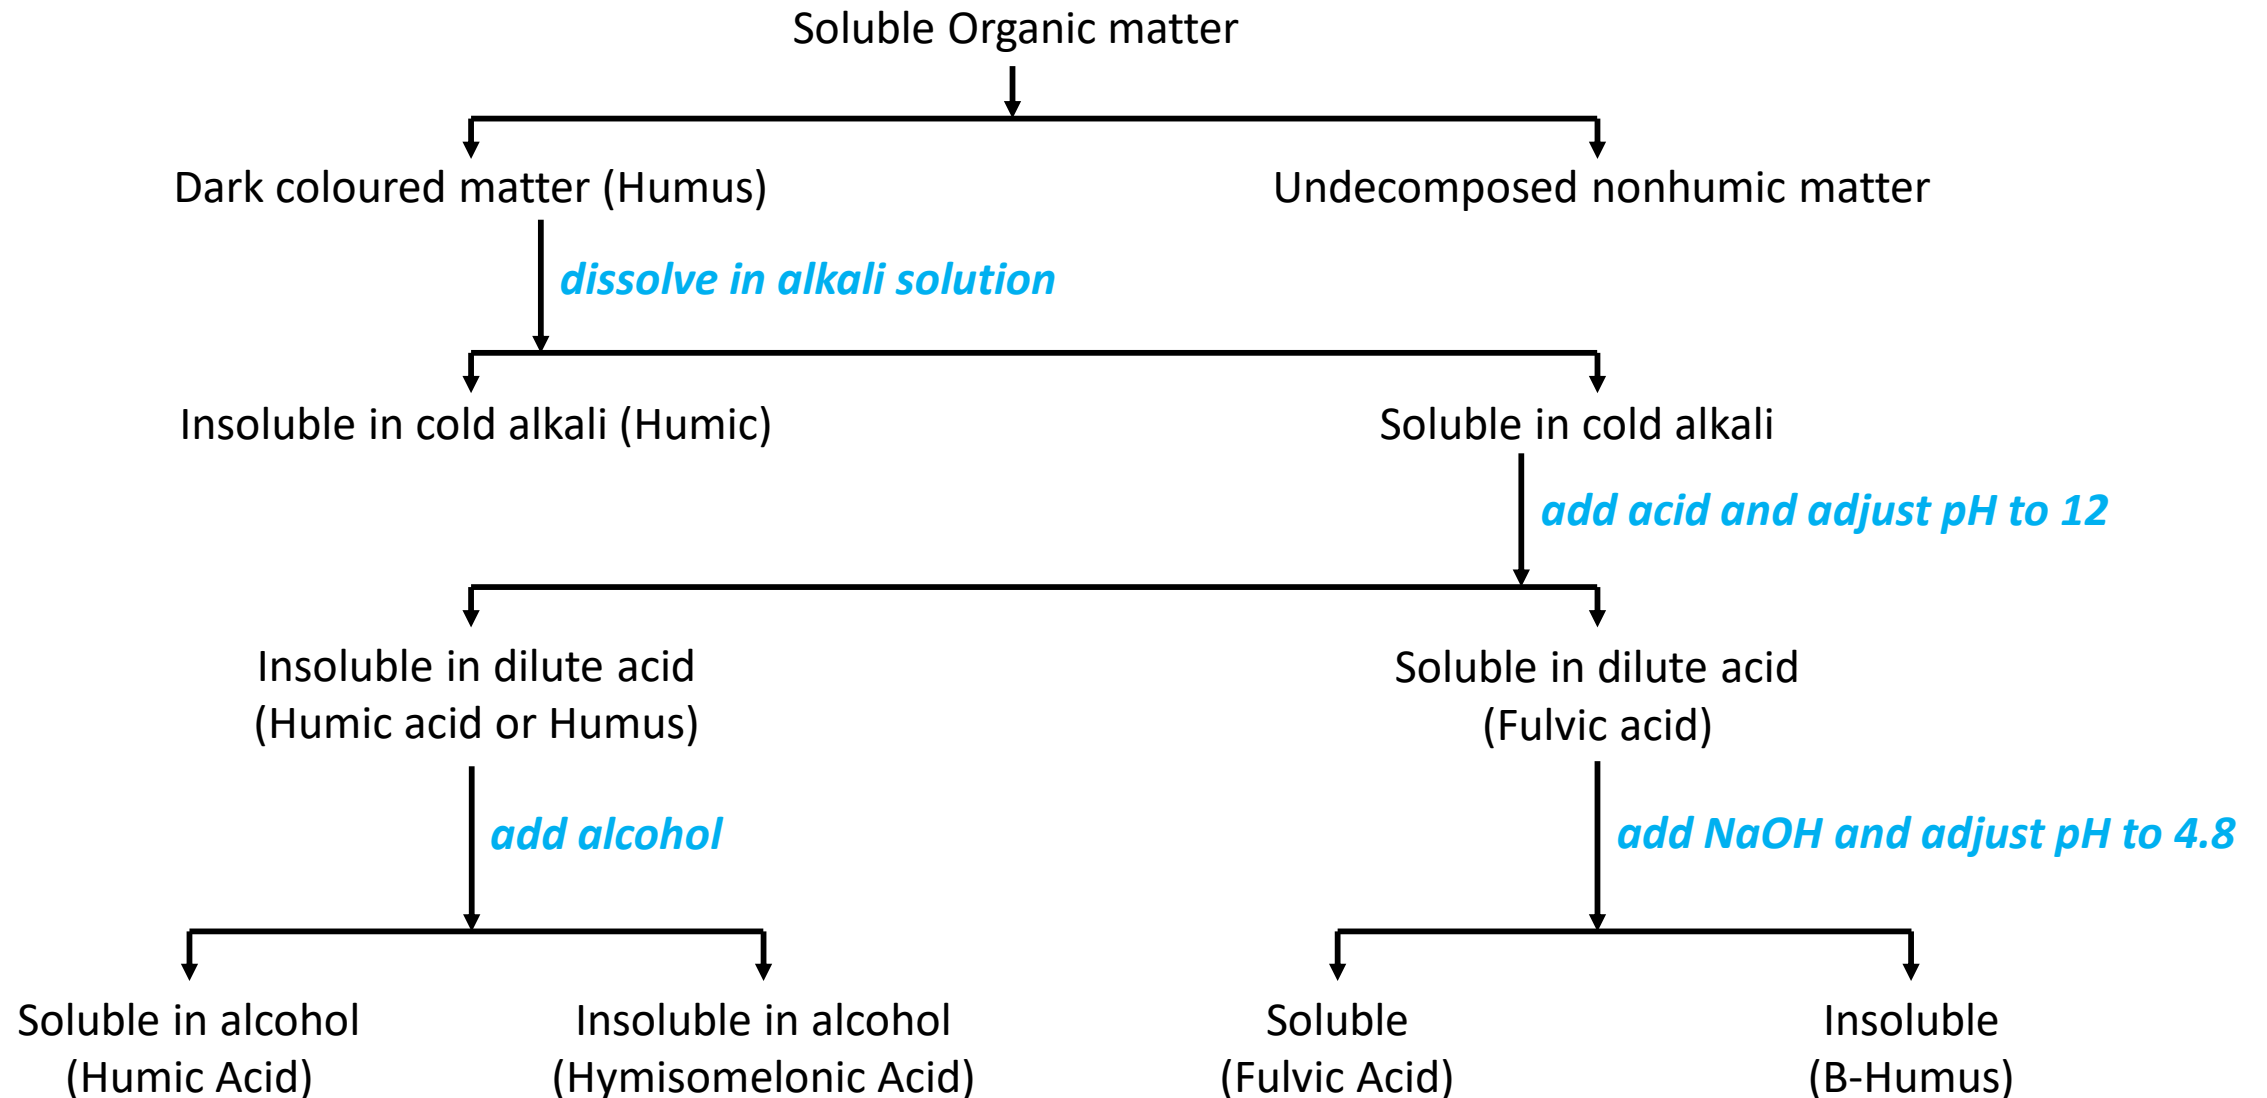 Soluble Organic matter
Dark coloured matter (Humus)
Undecomposed nonhumic matter
dissolve in alkali solution
Insoluble in cold alkali (Humic)
Soluble in cold alkali
add acid and adjust pH to 12
Insoluble in dilute acid
(Humic acid or Humus)
Soluble in dilute acid
(Fulvic acid)
add alcohol
add NaOH and adjust pH to 4.8
Soluble in alcohol
(Humic Acid)
Insoluble in alcohol
(Hymisomelonic Acid)
Soluble
(Fulvic Acid)
Insoluble
(B-Humus)